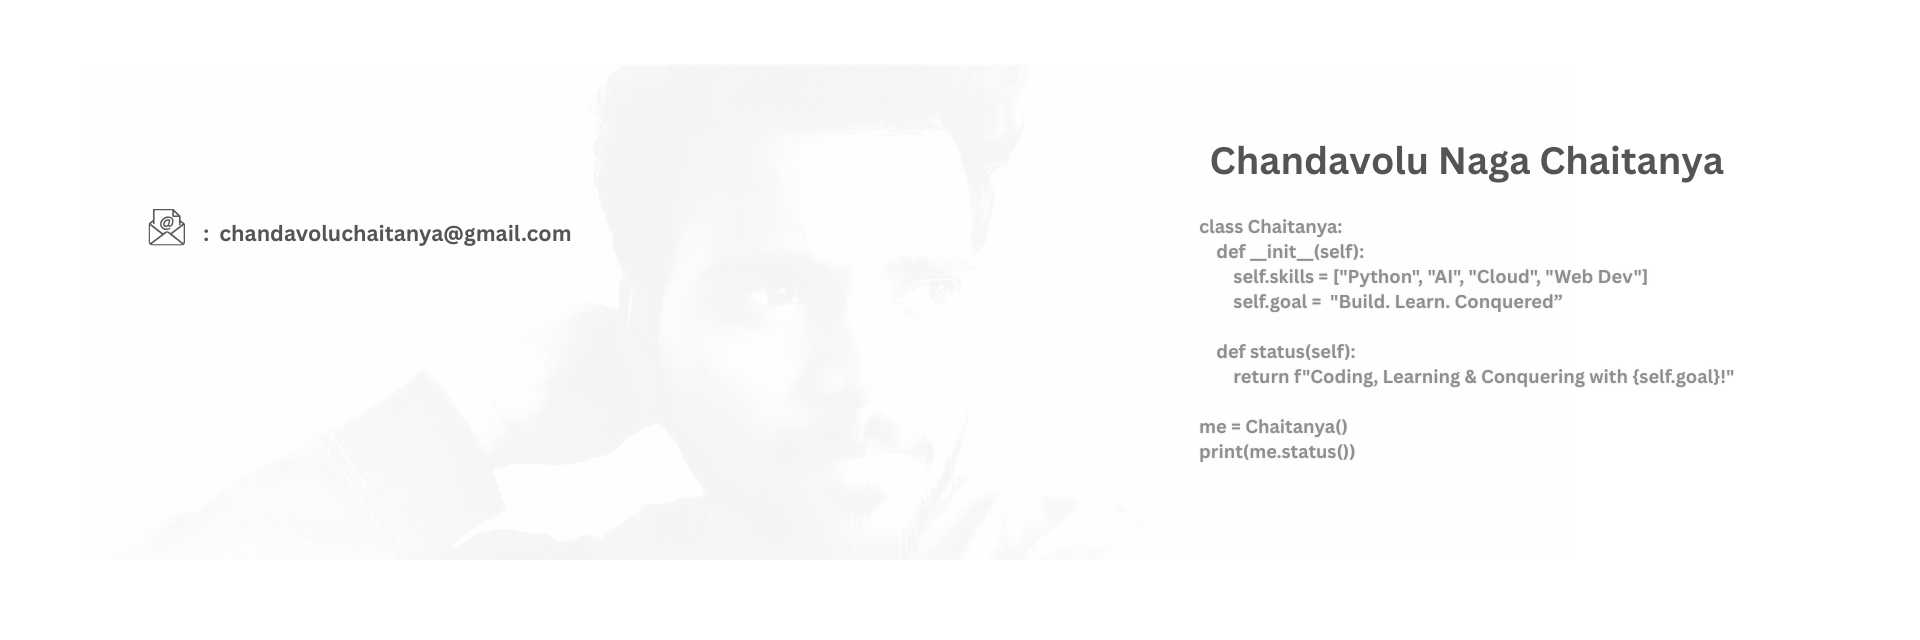 Chandavolu Naga Chaitanya
: chandavoluchaitanya@gmail.com
class Chaitanya:
    def __init__(self):
        self.skills = ["Python", "AI", "Cloud", "Web Dev"]
        self.goal =  "Build. Learn. Conquered”

    def status(self):
        return f"Coding, Learning & Conquering with {self.goal}!"

me = Chaitanya()
print(me.status())